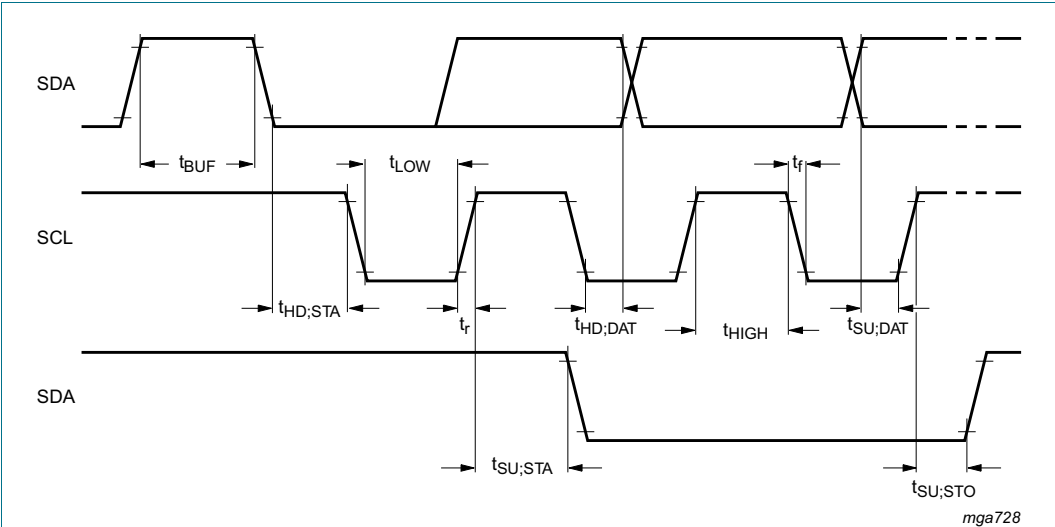 SDA
t_BUF
t_LOW
t_f
SCL
t_HD;STA
t_r
t_HD;DAT
t_HIGH
t_SU;DAT
SDA
t_SU;STA
t_SU;STO
mga728